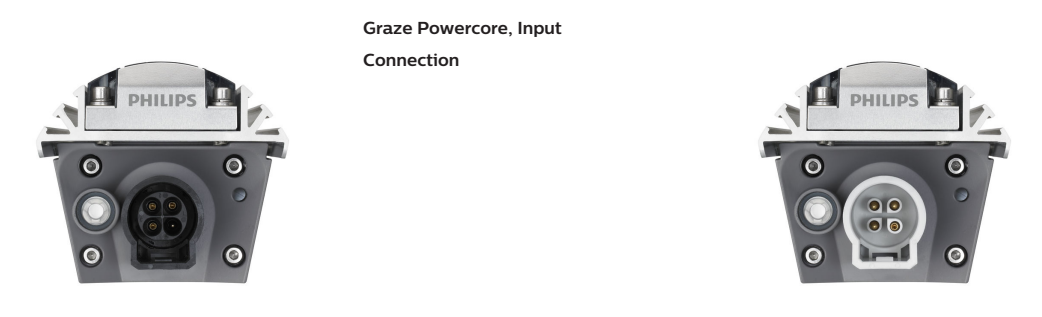 Graze Powercore, Input
Connection
PHILIPS
PHILIPS